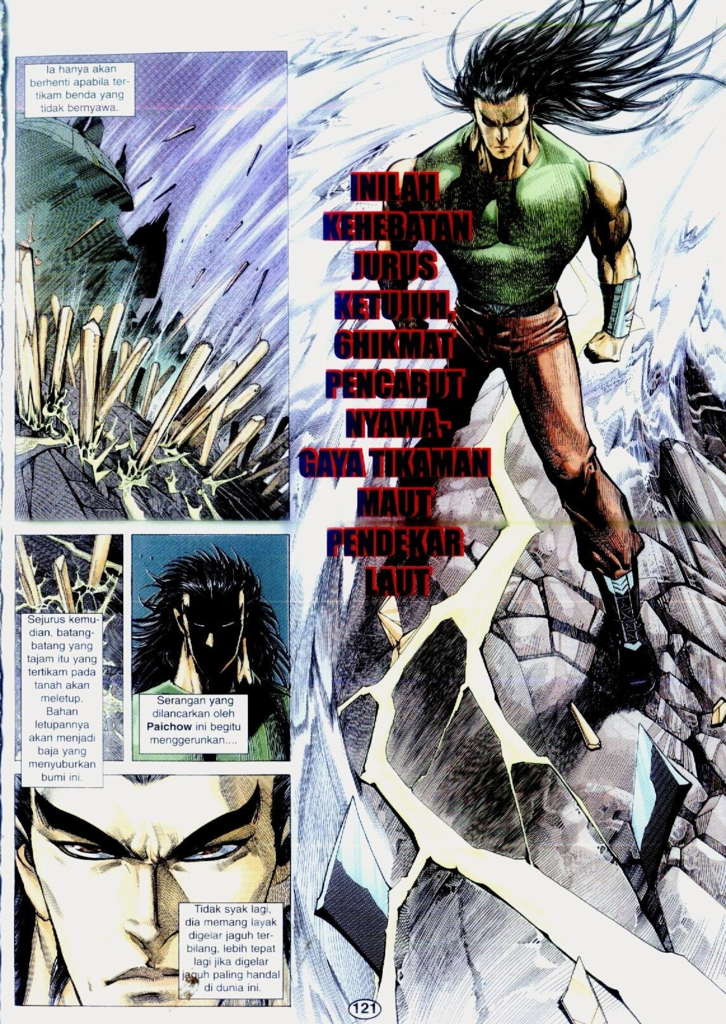 Ia hanya akan
berhenti apabila ter-
tikam benda yang
tidak bernyawa.
INILAH
KEHEBATAN
JURUS
KETUJUH,
6HIKMAT
PENCABUT
NYAWA-
GAYA TIKAMAN
MAUT
PENDEKAR
LAUT
Sejurus kemu-
dian, batang-
batang yang
tajam itu yang
tertikam pada
tanah akan
meletup.
Bahan
letupannya
akan menjadi
baja yang
menyuburkan
bumi ini.
Serangan yang
dilancarkan oleh
Paichow ini begitu
menggerunkan....
Tidak syak lagi,
dia memang layak
digelar jaguh ter-
bilang, lebih tepat
lagi jika digelar
jaguh paling handal
di dunia ini.
121